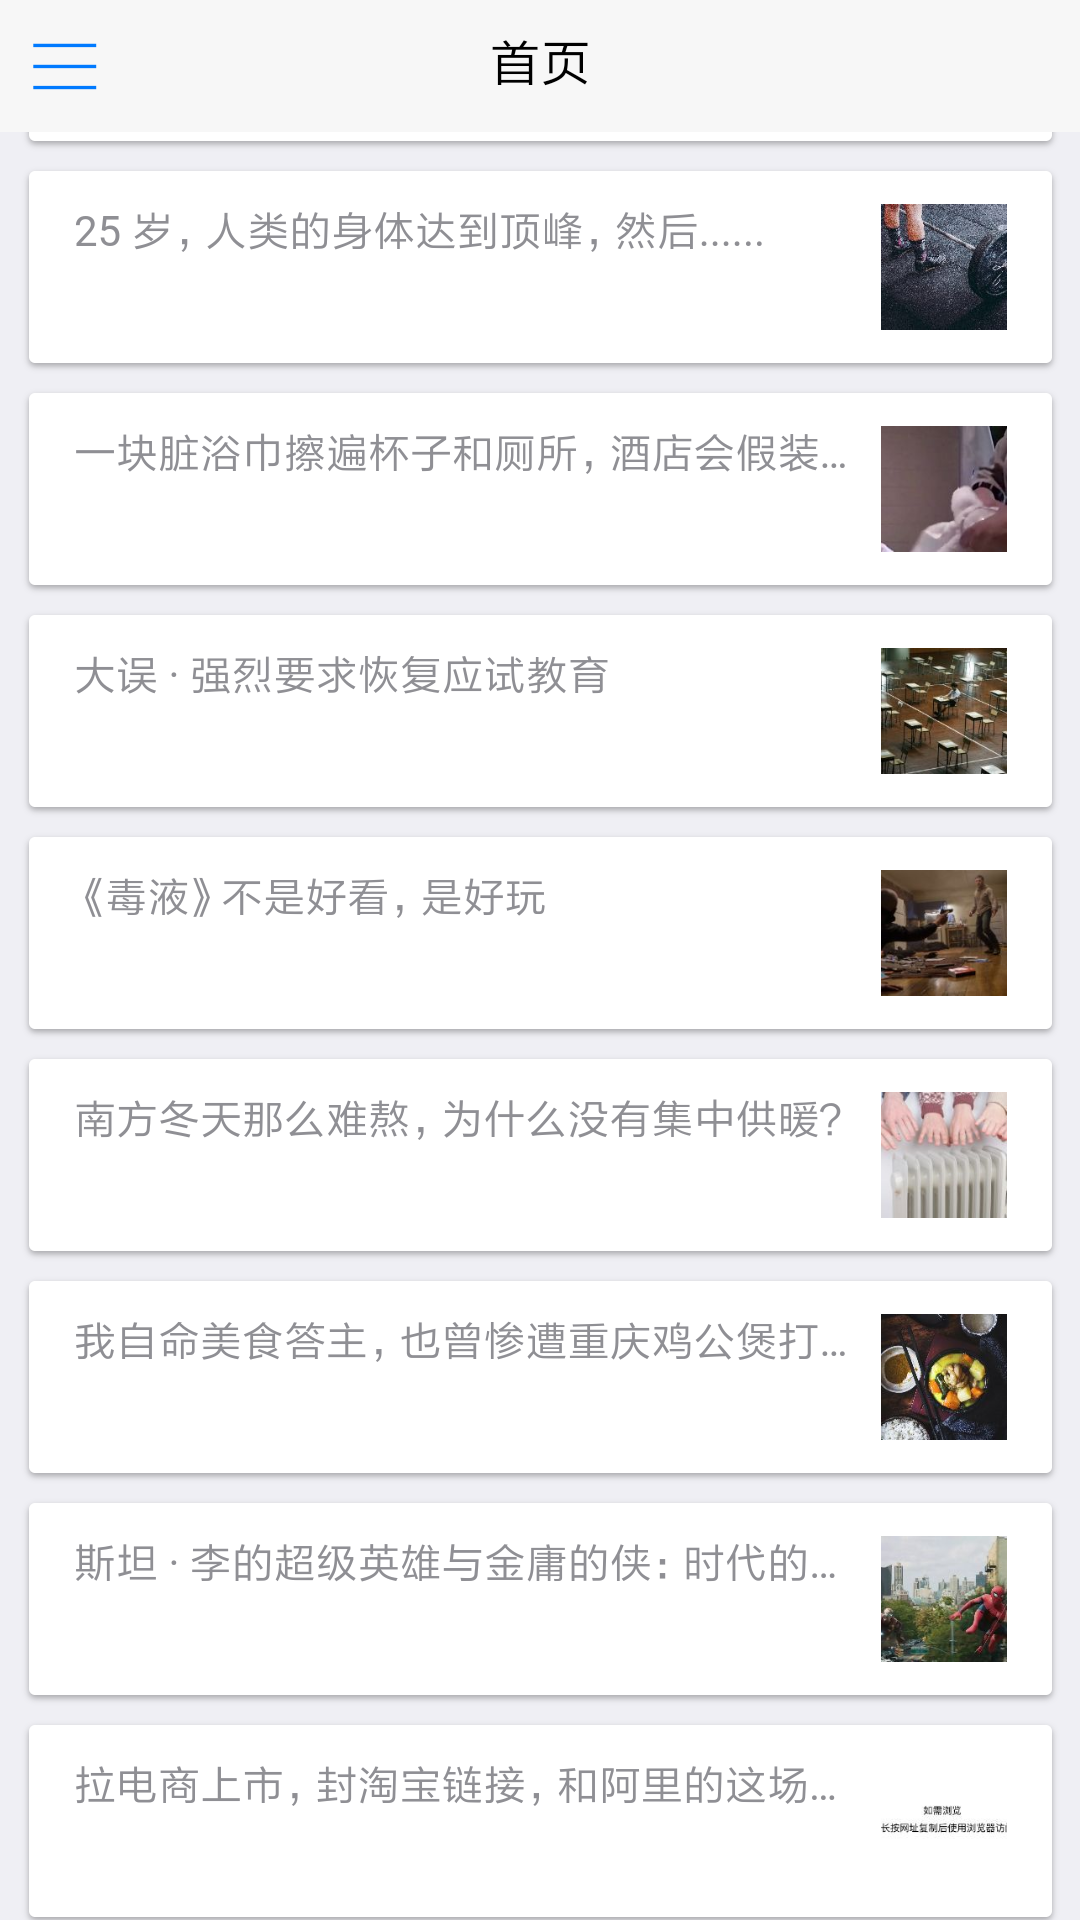 首页
25 岁，人类的身体达到顶峰，然后......
一块脏浴巾擦遍杯子和厕所，酒店会假装...
大误 · 强烈要求恢复应试教育
《毒液》不是好看，是好玩
南方冬天那么难熬，为什么没有集中供暖？
我自命美食答主，也曾惨遭重庆鸡公煲打...
斯坦 · 李的超级英雄与金庸的侠：时代的...
拉电商上市，封淘宝链接，和阿里的这场...
如需浏览
长按网址复制后使用浏览器访